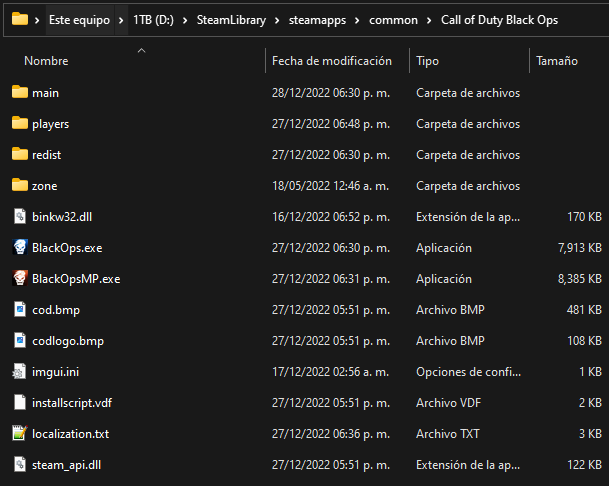 Este equipo > 1TB (D:) > SteamLibrary > steamapps > common > Call of Duty Black Ops
Nombre Fecha de modificación Tipo Tamaño
main 28/12/2022 06:30 p. m. Carpeta de archivos
players 27/12/2022 06:48 p. m. Carpeta de archivos
redist 27/12/2022 06:30 p. m. Carpeta de archivos
zone 18/05/2022 12:46 a. m. Carpeta de archivos
binkw32.dll 16/12/2022 06:52 p. m. Extensión de la ap... 170 KB
BlackOps.exe 27/12/2022 06:30 p. m. Aplicación 7,913 KB
BlackOpsMP.exe 27/12/2022 06:31 p. m. Aplicación 8,385 KB
cod.bmp 27/12/2022 05:51 p. m. Archivo BMP 481 KB
codlogo.bmp 27/12/2022 05:51 p. m. Archivo BMP 108 KB
imgui.ini 17/12/2022 02:56 a. m. Opciones de confi... 1 KB
installscript.vdf 27/12/2022 05:51 p. m. Archivo VDF 2 KB
localization.txt 27/12/2022 06:36 p. m. Archivo TXT 3 KB
steam_api.dll 27/12/2022 05:51 p. m. Extensión de la ap... 122 KB